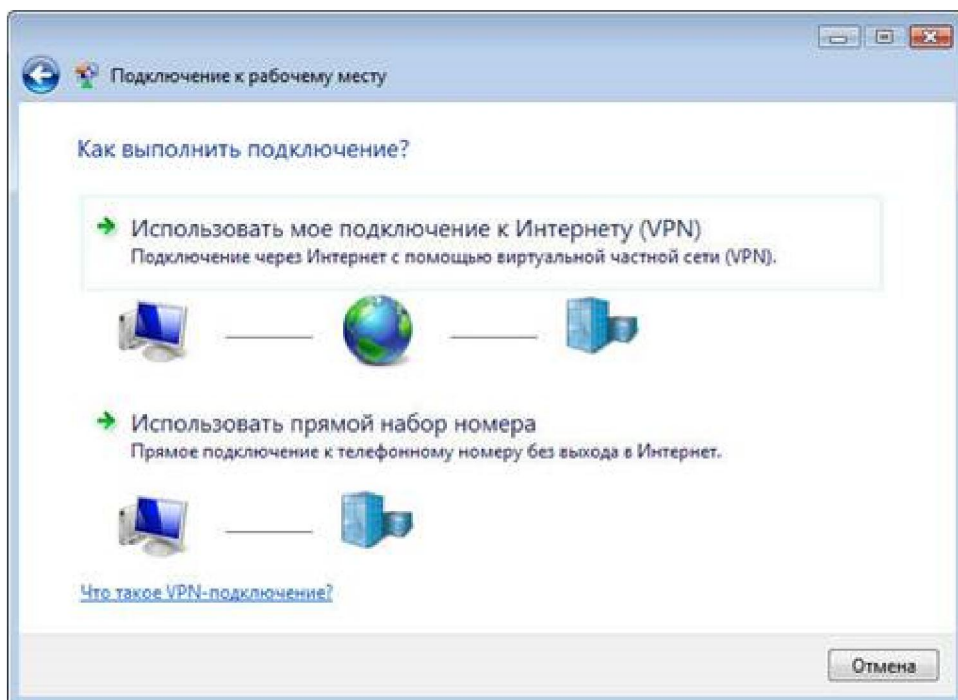 Подключение к рабочему месту
Как выполнить подключение?
Использовать мое подключение к Интернету (VPN)
Подключение через Интернет с помощью виртуальной частной сети (VPN).
Использовать прямой набор номера
Прямое подключение к телефонному номеру без выхода в Интернет.
Что такое VPN-подключение?
Отмена